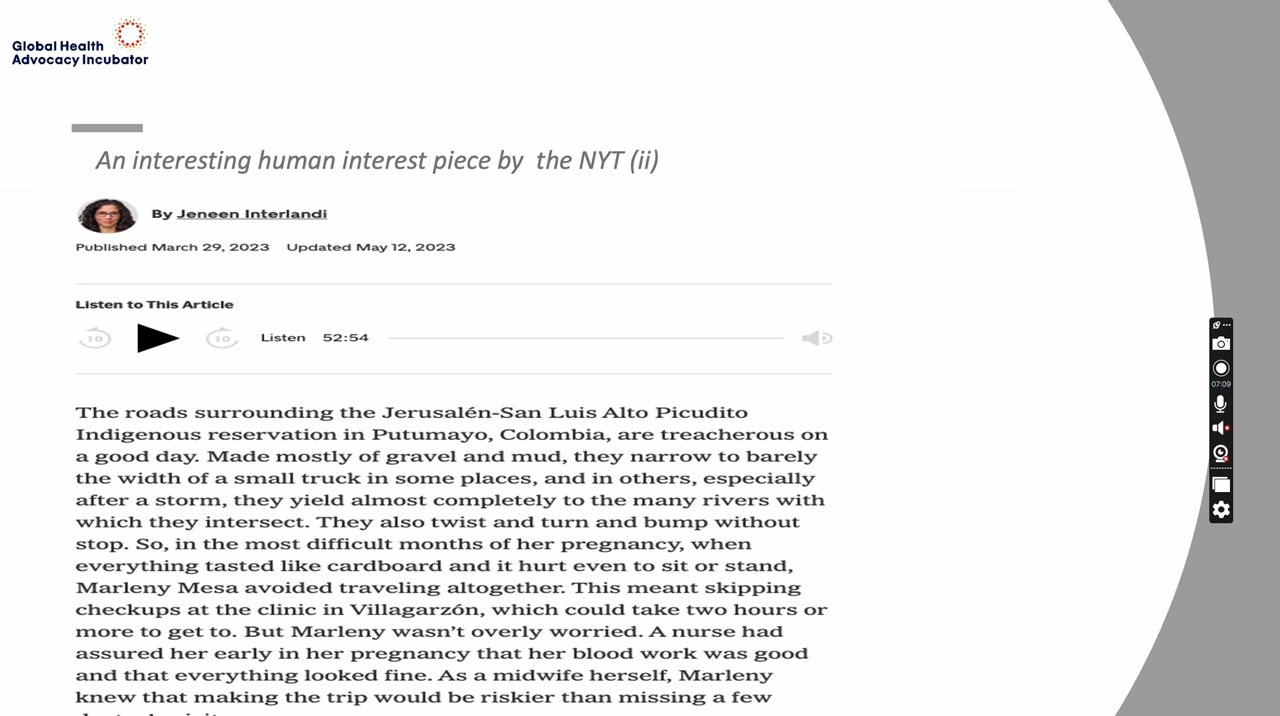 Global Health
Advocacy Incubator
An interesting human interest piece by the NYT (ii)
By Jeneen Interlandi
Published March 29, 2023 Updated May 12, 2023
Listen to This Article
10 10 Listen 52:54
The roads surrounding the Jerusalén-San Luis Alto Picudito
Indigenous reservation in Putumayo, Colombia, are treacherous on
a good day. Made mostly of gravel and mud, they narrow to barely
the width of a small truck in some places, and in others, especially
after a storm, they yield almost completely to the many rivers with
which they intersect. They also twist and turn and bump without
stop. So, in the most difficult months of her pregnancy, when
everything tasted like cardboard and it hurt even to sit or stand,
Marleny Mesa avoided traveling altogether. This meant skipping
checkups at the clinic in Villagarzón, which could take two hours or
more to get to. But Marleny wasn’t overly worried. A nurse had
assured her early in her pregnancy that her blood work was good
and that everything looked fine. As a midwife herself, Marleny
knew that making the trip would be riskier than missing a few
07:09